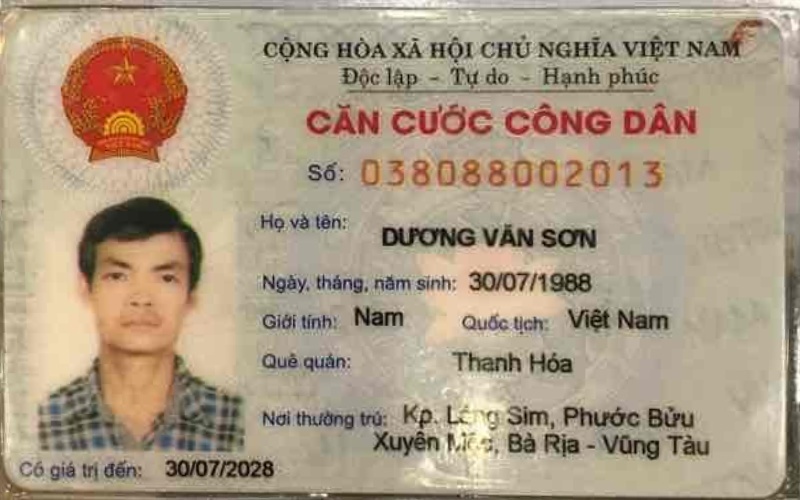 CỘNG HÒA XÃ HỘI CHỦ NGHĨA VIỆT NAM
Độc lập - Tự do - Hạnh phúc
CĂN CƯỚC CÔNG DÂN
Số: 038088002013
Họ và tên: DƯƠNG VĂN SƠN
Ngày, tháng, năm sinh: 30/07/1988
Giới tính: Nam Quốc tịch: Việt Nam
Quê quán: Thanh Hóa
Nơi thường trú: Kp. Láng Sim, Phước Bửu
Xuyên Mộc, Bà Rịa - Vũng Tàu
Có giá trị đến: 30/07/2028